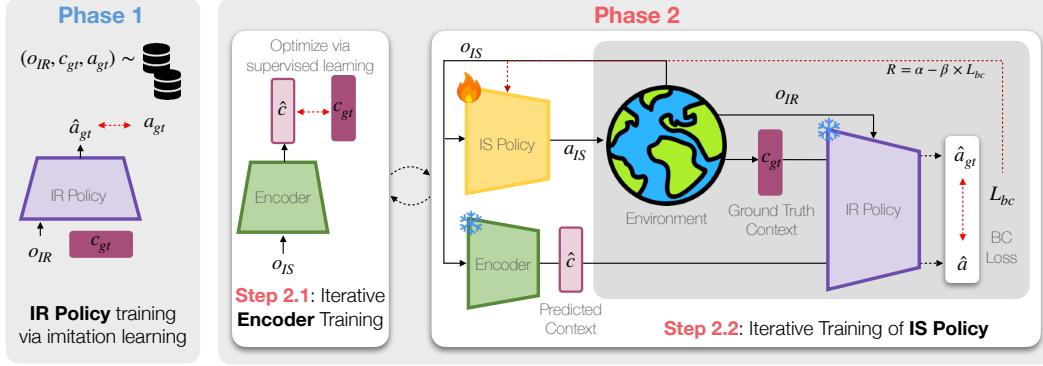 Phase 1
(o_IR, c_gt, a_gt) ~
â_gt
a_gt
IR Policy
o_IR
c_gt
IR Policy training
via imitation learning
Phase 2
Optimize via
supervised learning
ĉ
c_gt
Encoder
o_IS
Step 2.1: Iterative
Encoder Training
o_IS
R = α − β × L_bc
IS Policy
a_IS
o_IR
c_gt
Environment
Ground Truth
Context
IR Policy
â_gt
L_bc
BC
Loss
â
Encoder
ĉ
Predicted
Context
Step 2.2: Iterative Training of IS Policy